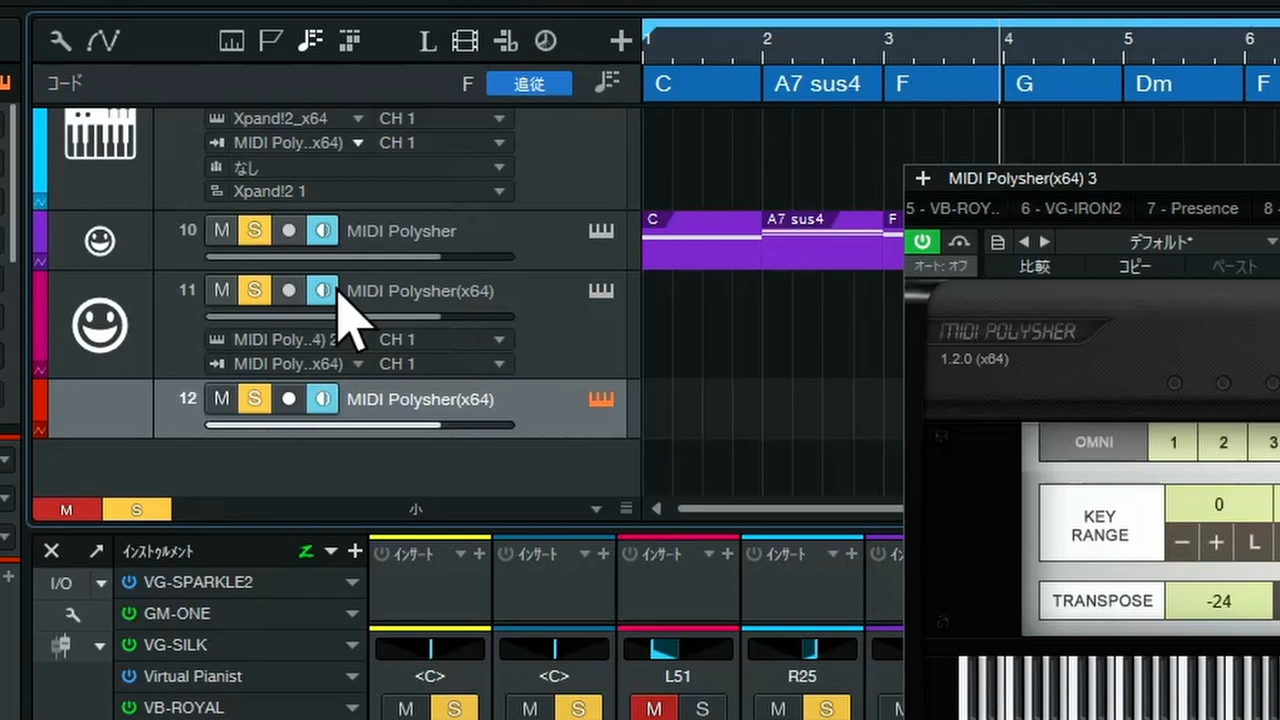 L
1 2 3 4 5 6
コード F 追従
C A7 sus4 F G Dm F
Xpand!2_x64 CH 1
MIDI Poly..x64) CH 1
なし
Xpand!2 1
10 M S MIDI Polysher
C A7 sus4 F
11 M S MIDI Polysher(x64)
MIDI Poly..4) 2 CH 1
MIDI Poly..x64) CH 1
12 M S MIDI Polysher(x64)
M S 小
MIDI Polysher(x64) 3
5 - VB-ROY.. 6 - VG-IRON2 7 - Presence 8
デフォルト*
オート: オフ 比較 コピー ペースト
MIDI POLYSHER
1.2.0 (x64)
OMNI 1 2 3
KEY RANGE 0
− + L
TRANSPOSE -24
インストゥルメント Z
インサート インサート インサート インサート
I/O VG-SPARKLE2
GM-ONE
VG-SILK
Virtual Pianist
VB-ROYAL
<C> <C> L51 R25
M S M S M S M S